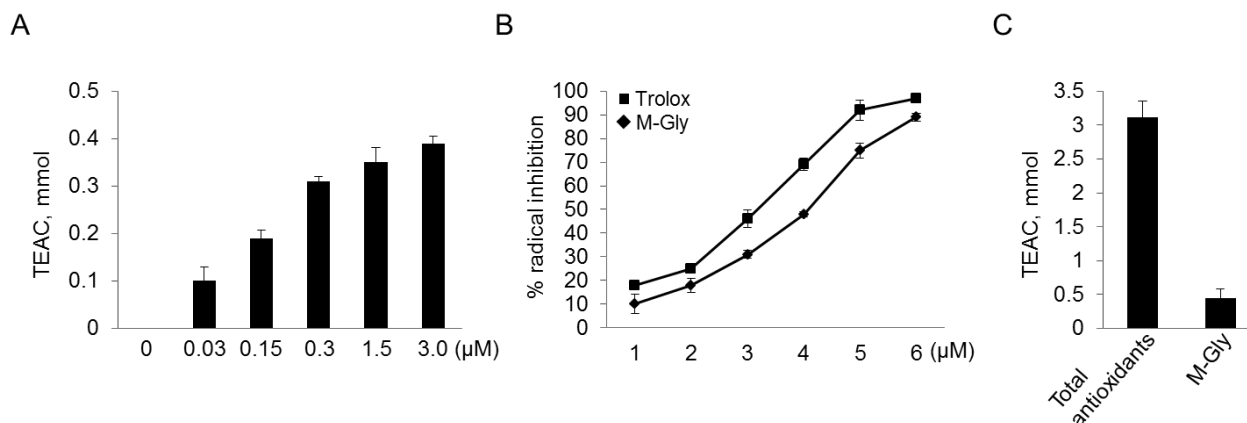 A
B
C
TEAC, mmol
0.5
0.4
0.3
0.2
0.1
0
0 0.03 0.15 0.3 1.5 3.0 (μM)
% radical inhibition
100
90
80
70
60
50
40
30
20
10
0
Trolox
M-Gly
1 2 3 4 5 6 (μM)
TEAC, mmol
3.5
3
2.5
2
1.5
1
0.5
0
Total
antioxidants
M-Gly